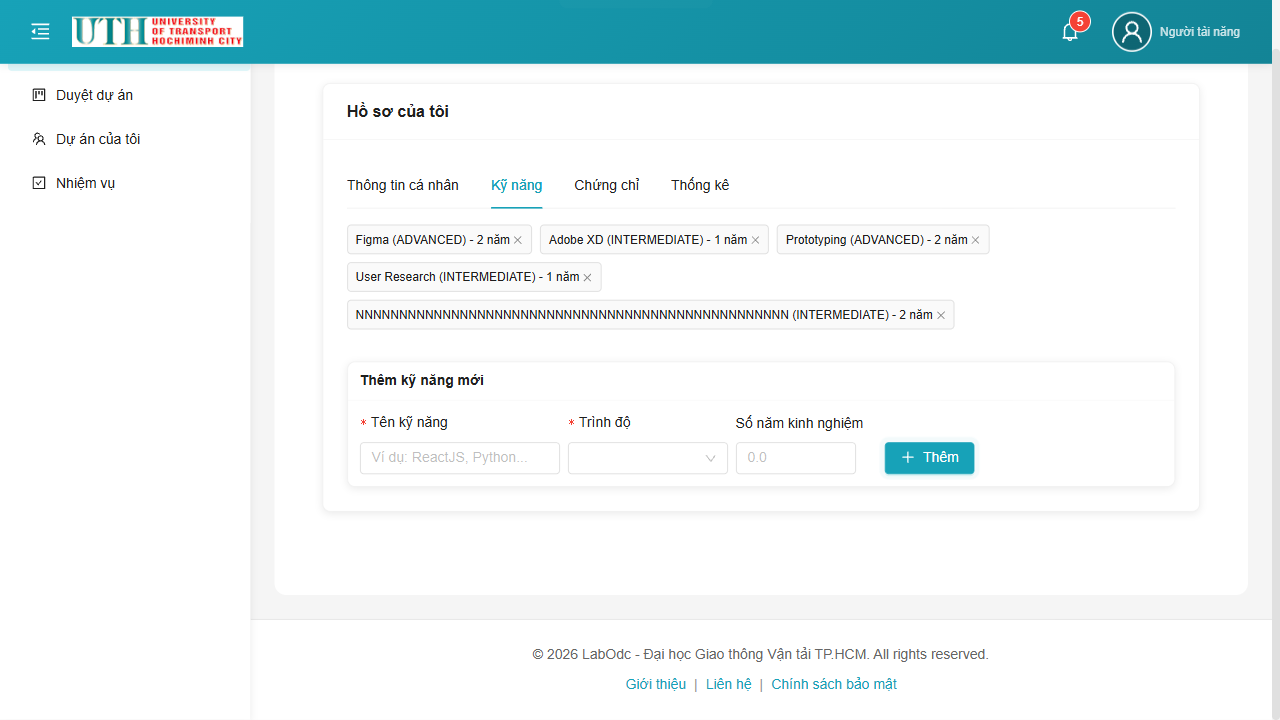 UTH UNIVERSITY OF TRANSPORT HOCHIMINH CITY
5
Người tài năng
Duyệt dự án
Dự án của tôi
Nhiệm vụ
Hồ sơ của tôi
Thông tin cá nhân Kỹ năng Chứng chỉ Thống kê
Figma (ADVANCED) - 2 năm Adobe XD (INTERMEDIATE) - 1 năm Prototyping (ADVANCED) - 2 năm
User Research (INTERMEDIATE) - 1 năm
NNNNNNNNNNNNNNNNNNNNNNNNNNNNNNNNNNNNNNNNNNNNNNNNNN (INTERMEDIATE) - 2 năm
Thêm kỹ năng mới
* Tên kỹ năng * Trình độ Số năm kinh nghiệm
Ví dụ: ReactJS, Python... 0.0 Thêm
© 2026 LabOdc - Đại học Giao thông Vận tải TP.HCM. All rights reserved.
Giới thiệu | Liên hệ | Chính sách bảo mật